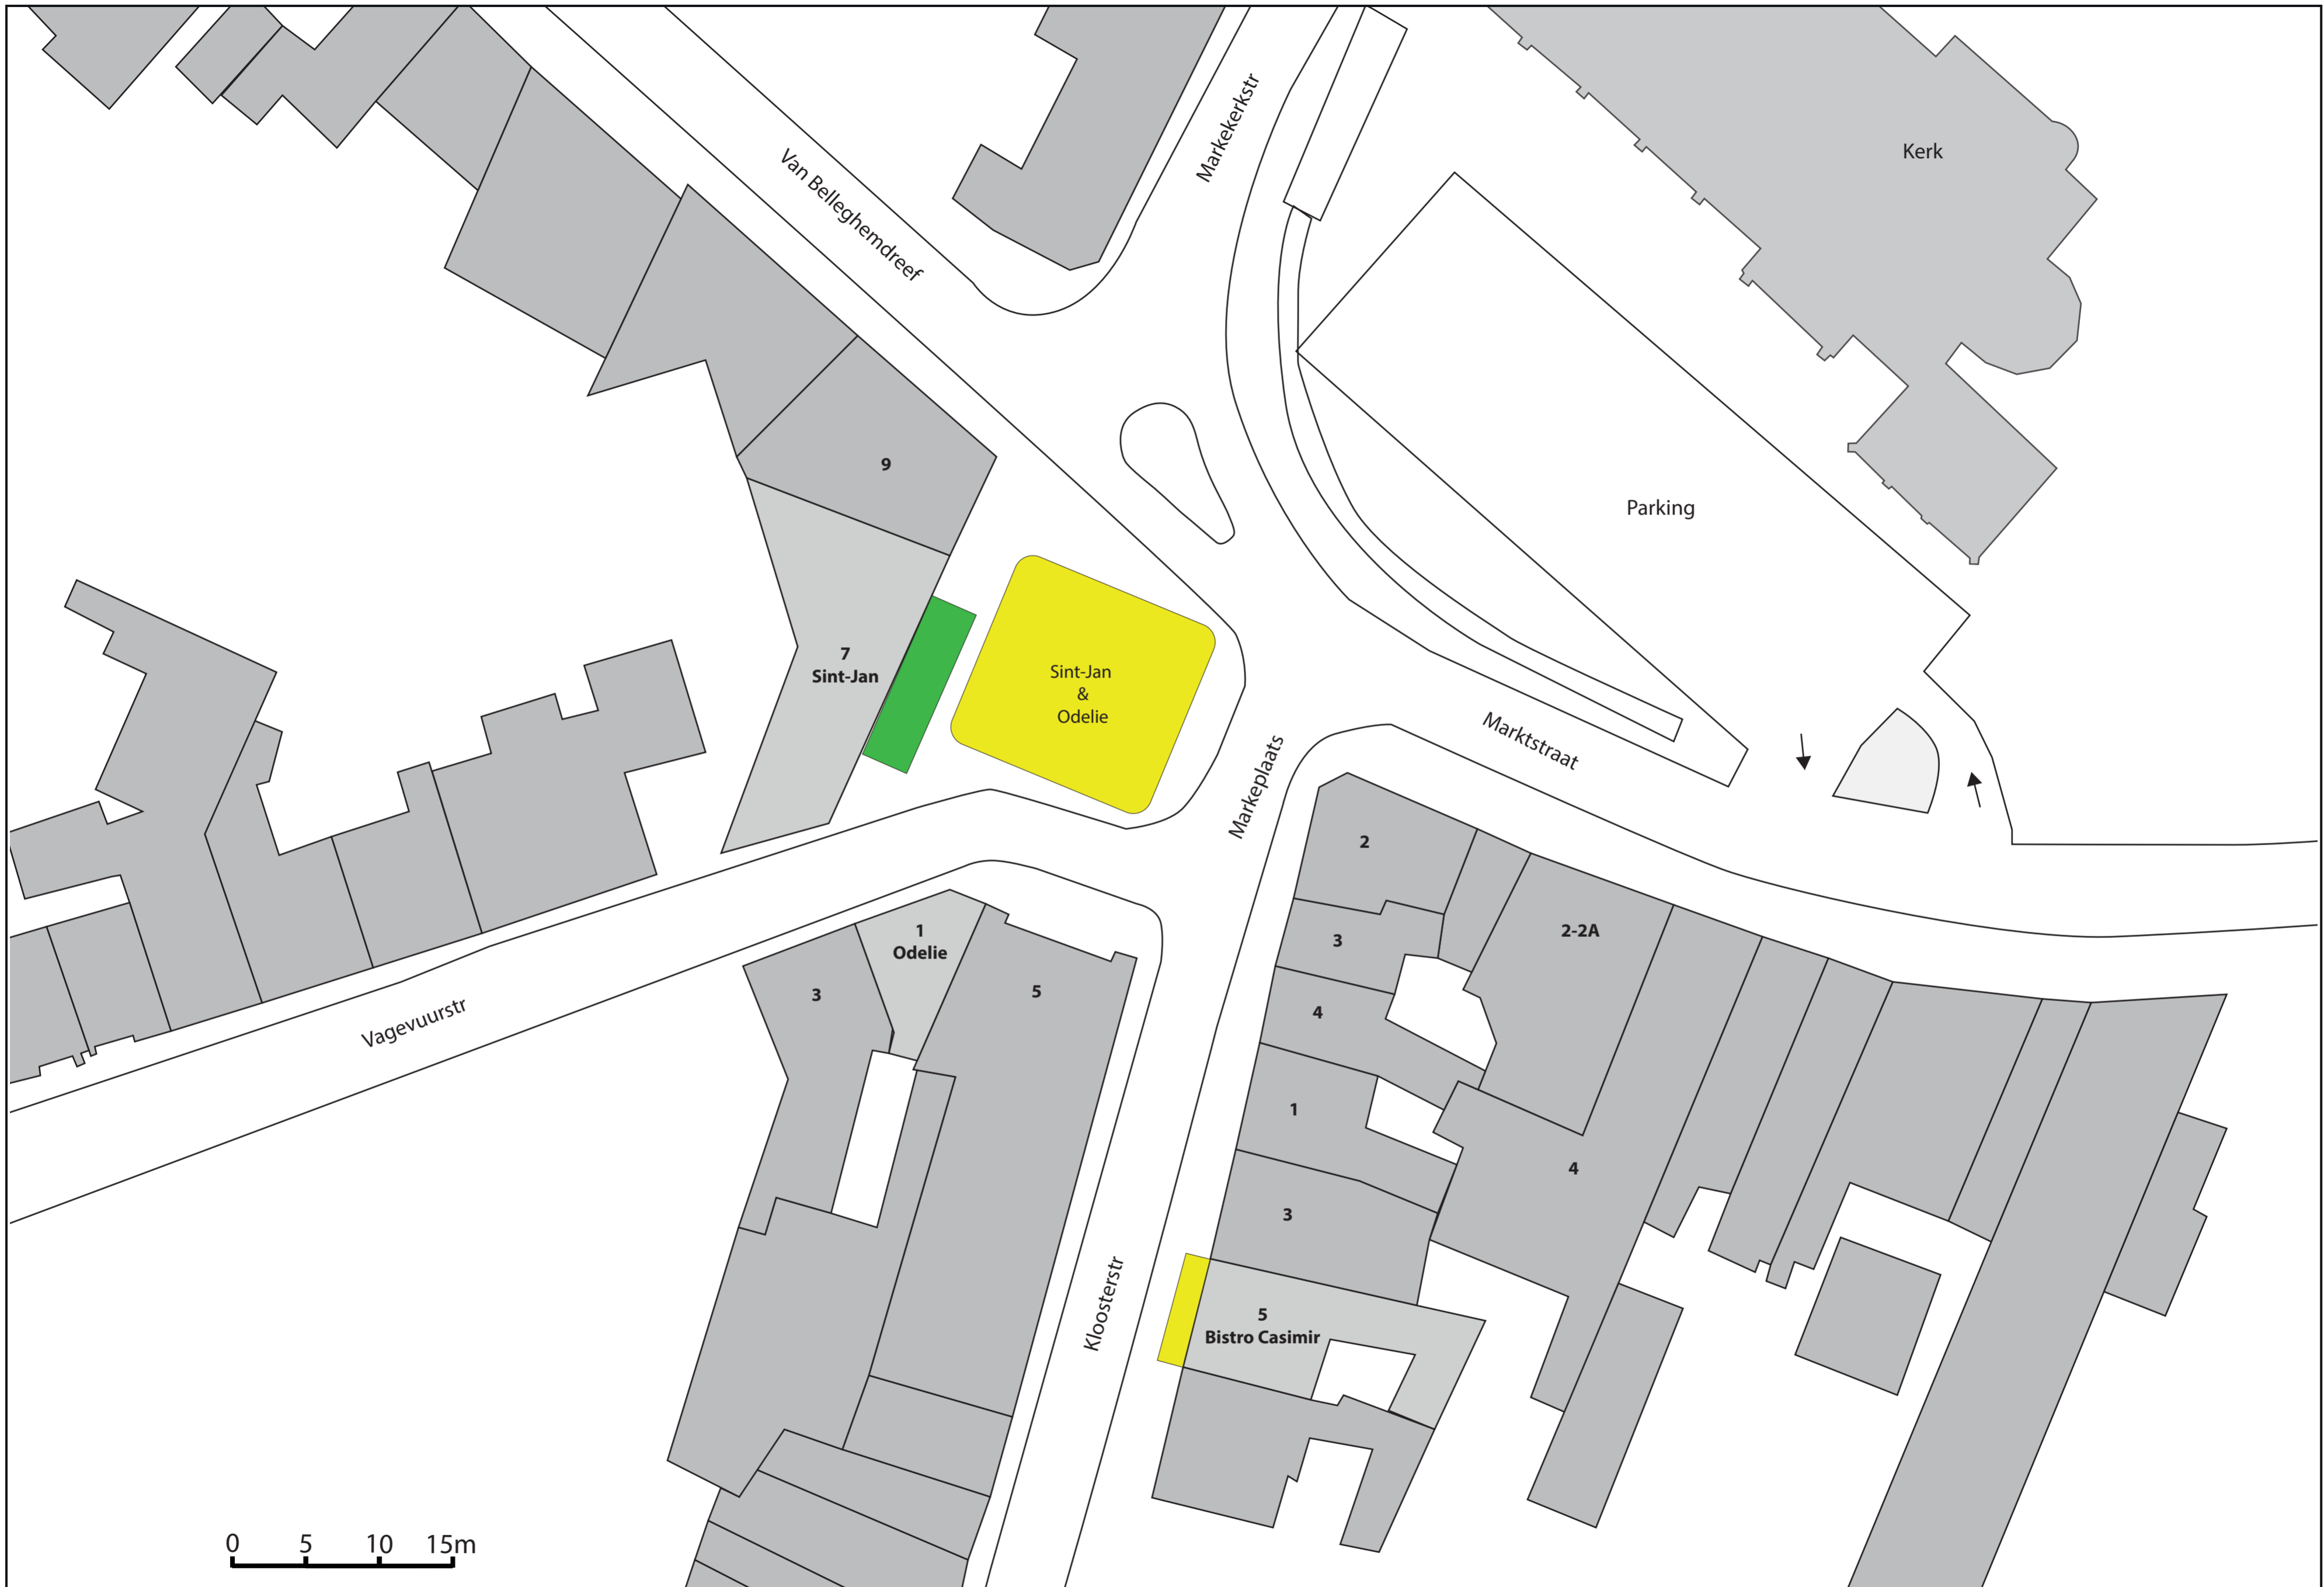 Markekerkstr
Kerk
Van Belleghemdreef
9
Parking
7
Sint-Jan
Sint-Jan
&
Odelie
Marktstraat
Markeplaats
2
1
Odelie
2-2A
3
3
5
4
Vagevuurstr
1
4
3
Kloosterstr
5
Bistro Casimir
0 5 10 15m